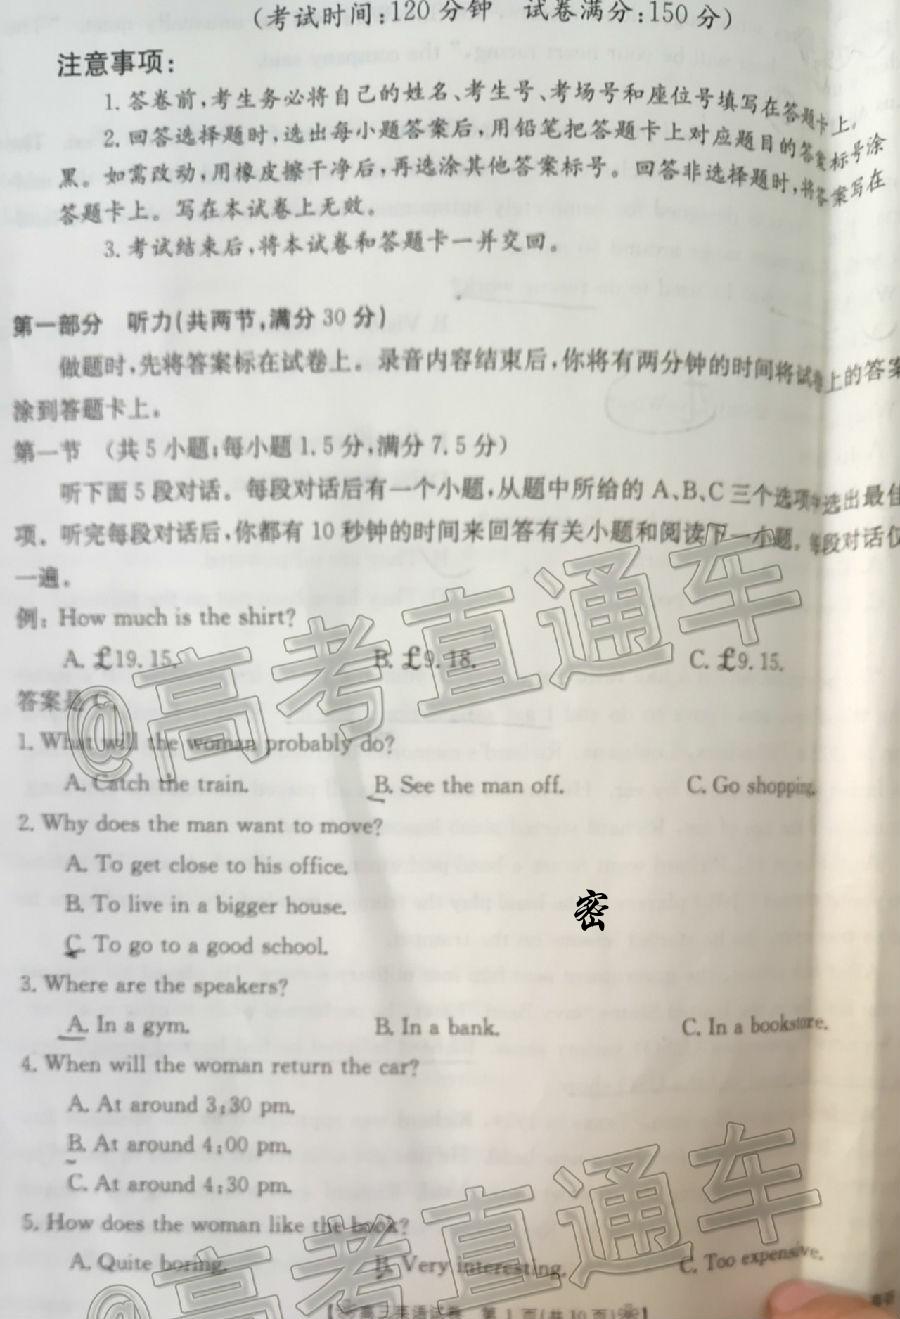 (考试时间:120分钟 试卷满分:150分)
注意事项:
1.答卷前,考生务必将自己的姓名、考生号、考场号和座位号填写在答题卡上。
2.回答选择题时,选出每小题答案后,用铅笔把答题卡上对应题目的答案标号涂
黑。如需改动,用橡皮擦干净后,再选涂其他答案标号。回答非选择题时,将答案写在
答题卡上。写在本试卷上无效。
3.考试结束后,将本试卷和答题卡一并交回。
第一部分 听力(共两节,满分30分)
做题时,先将答案标在试卷上。录音内容结束后,你将有两分钟的时间将试卷上的答案
涂到答题卡上。
第一节 (共5小题;每小题1.5分,满分7.5分)
听下面5段对话。每段对话后有一个小题,从题中所给的A、B、C三个选项中选出最佳
项。听完每段对话后,你都有10秒钟的时间来回答有关小题和阅读下一小题。每段对话仅
一遍。
例:How much is the shirt?
A. £19.15. B. £9.18. C. £9.15.
答案是C。
1. What will the woman probably do?
A. Catch the train. B. See the man off. C. Go shopping.
2. Why does the man want to move?
A. To get close to his office.
B. To live in a bigger house.
密
C. To go to a good school.
3. Where are the speakers?
A. In a gym. B. In a bank. C. In a bookstore.
4. When will the woman return the car?
A. At around 3:30 pm.
B. At around 4:00 pm.
C. At around 4:30 pm.
5. How does the woman like the book?
A. Quite boring. B. Very interesting. C. Too expensive.
高三英语试卷 第1页(共10页)
@高考直通车
@高考直通车